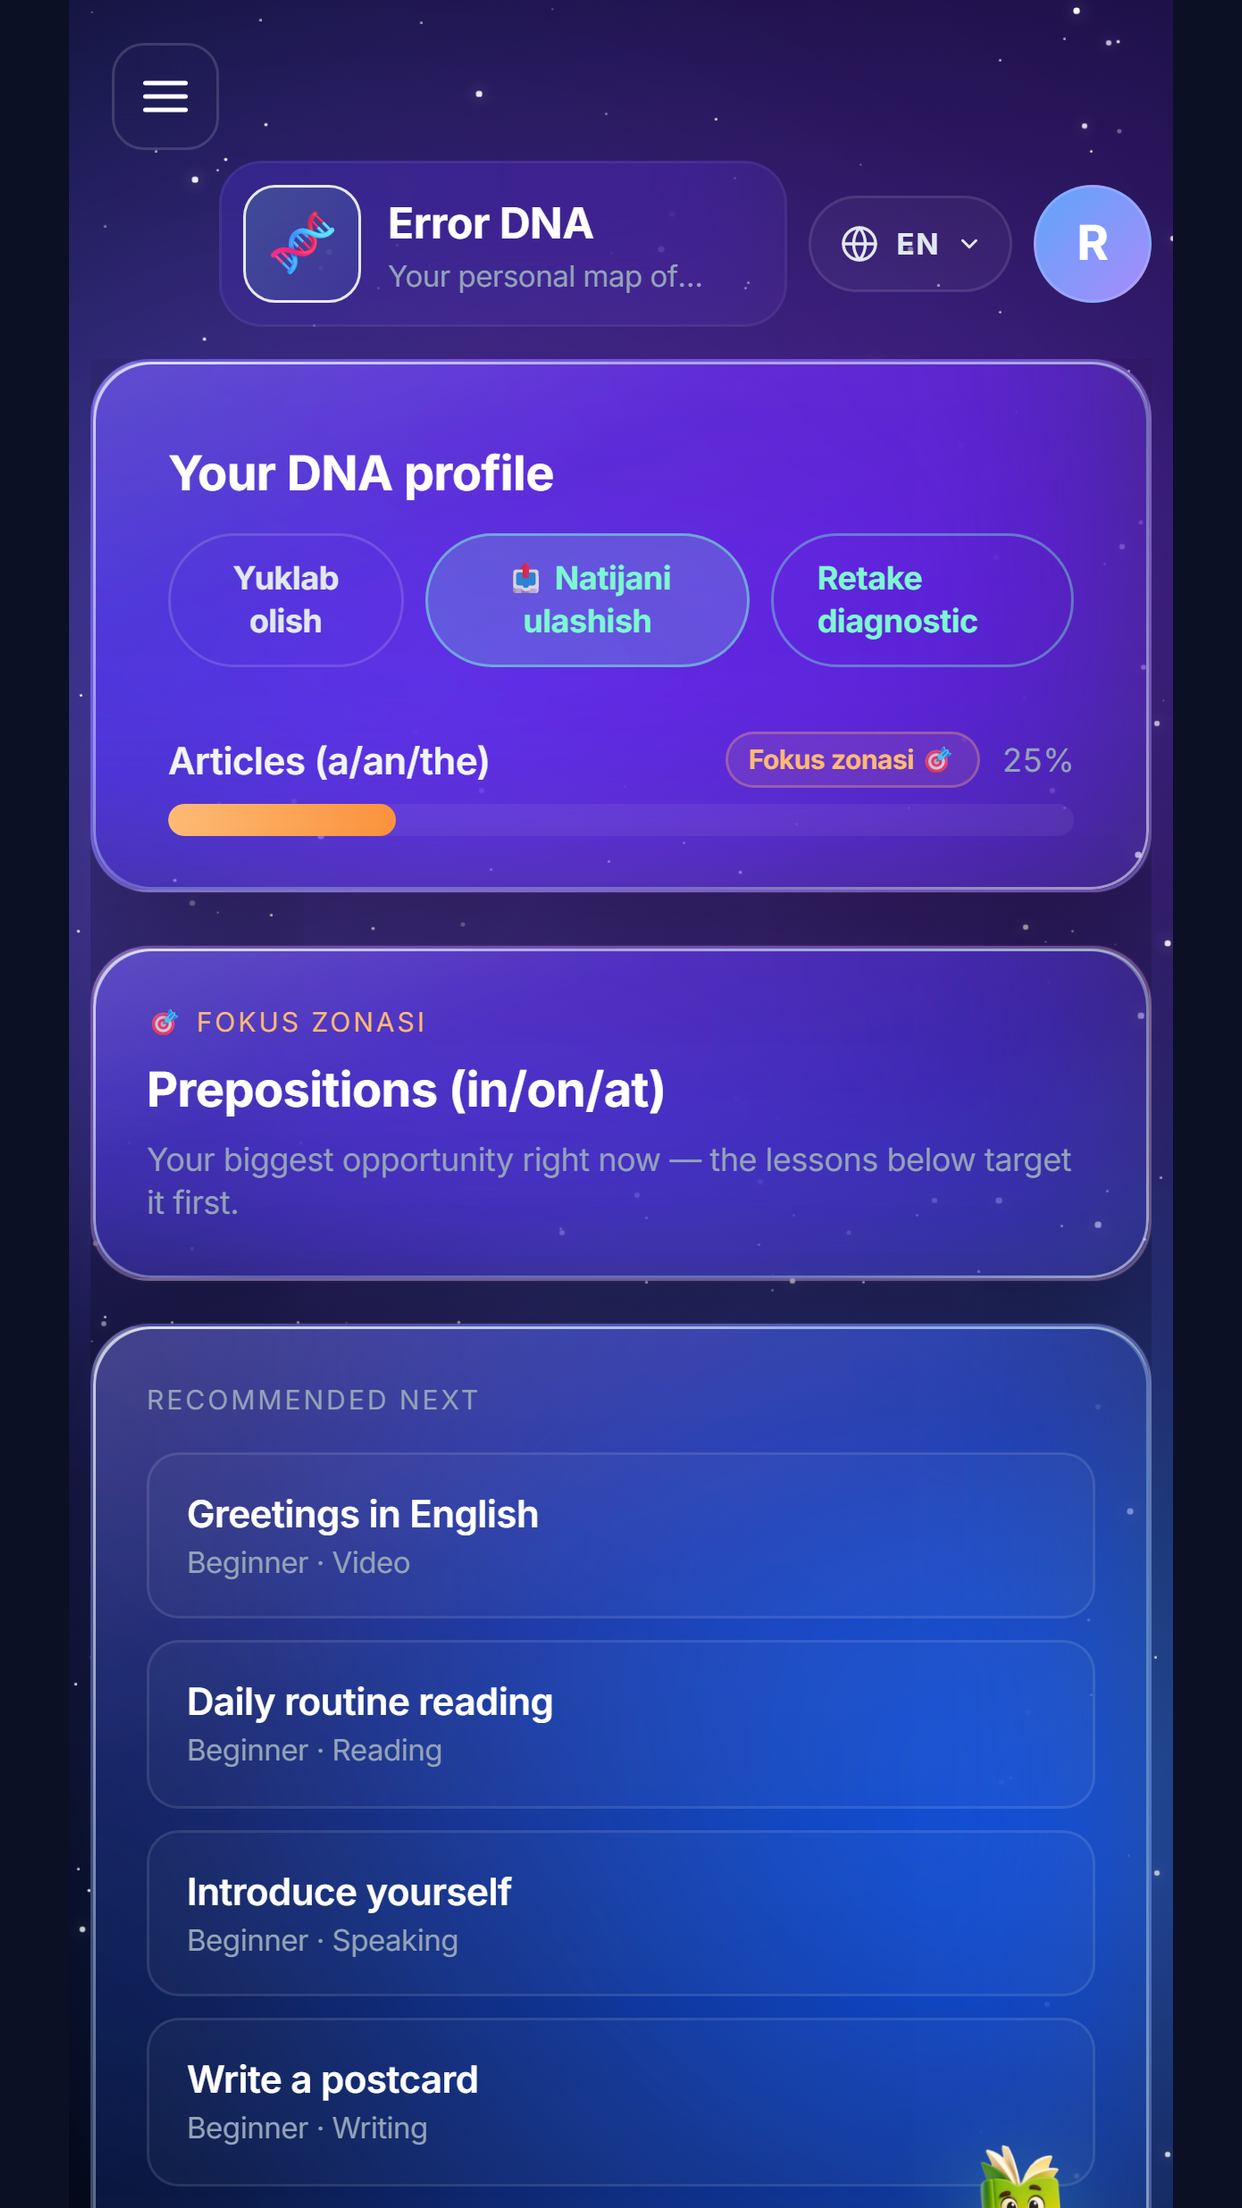 Error DNA
Your personal map of...
EN
R
Your DNA profile
Yuklab
olish
Natijani
ulashish
Retake
diagnostic
Articles (a/an/the)
Fokus zonasi
25%
FOKUS ZONASI
Prepositions (in/on/at)
Your biggest opportunity right now — the lessons below target
it first.
RECOMMENDED NEXT
Greetings in English
Beginner · Video
Daily routine reading
Beginner · Reading
Introduce yourself
Beginner · Speaking
Write a postcard
Beginner · Writing